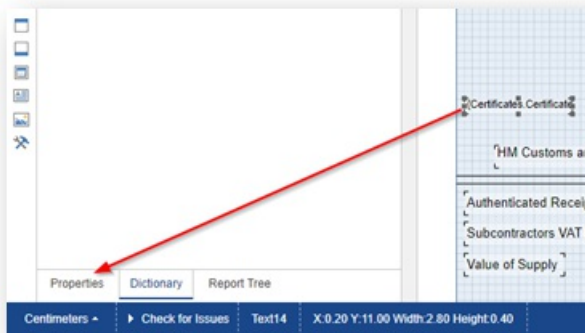 {Certificates.Certificate
HM Customs a
Authenticated Recei
Subcontractors VAT
Value of Supply
Properties Dictionary Report Tree
Centimeters Check for Issues Text14 X:0.20 Y:11.00 Width:2.80 Height:0.40